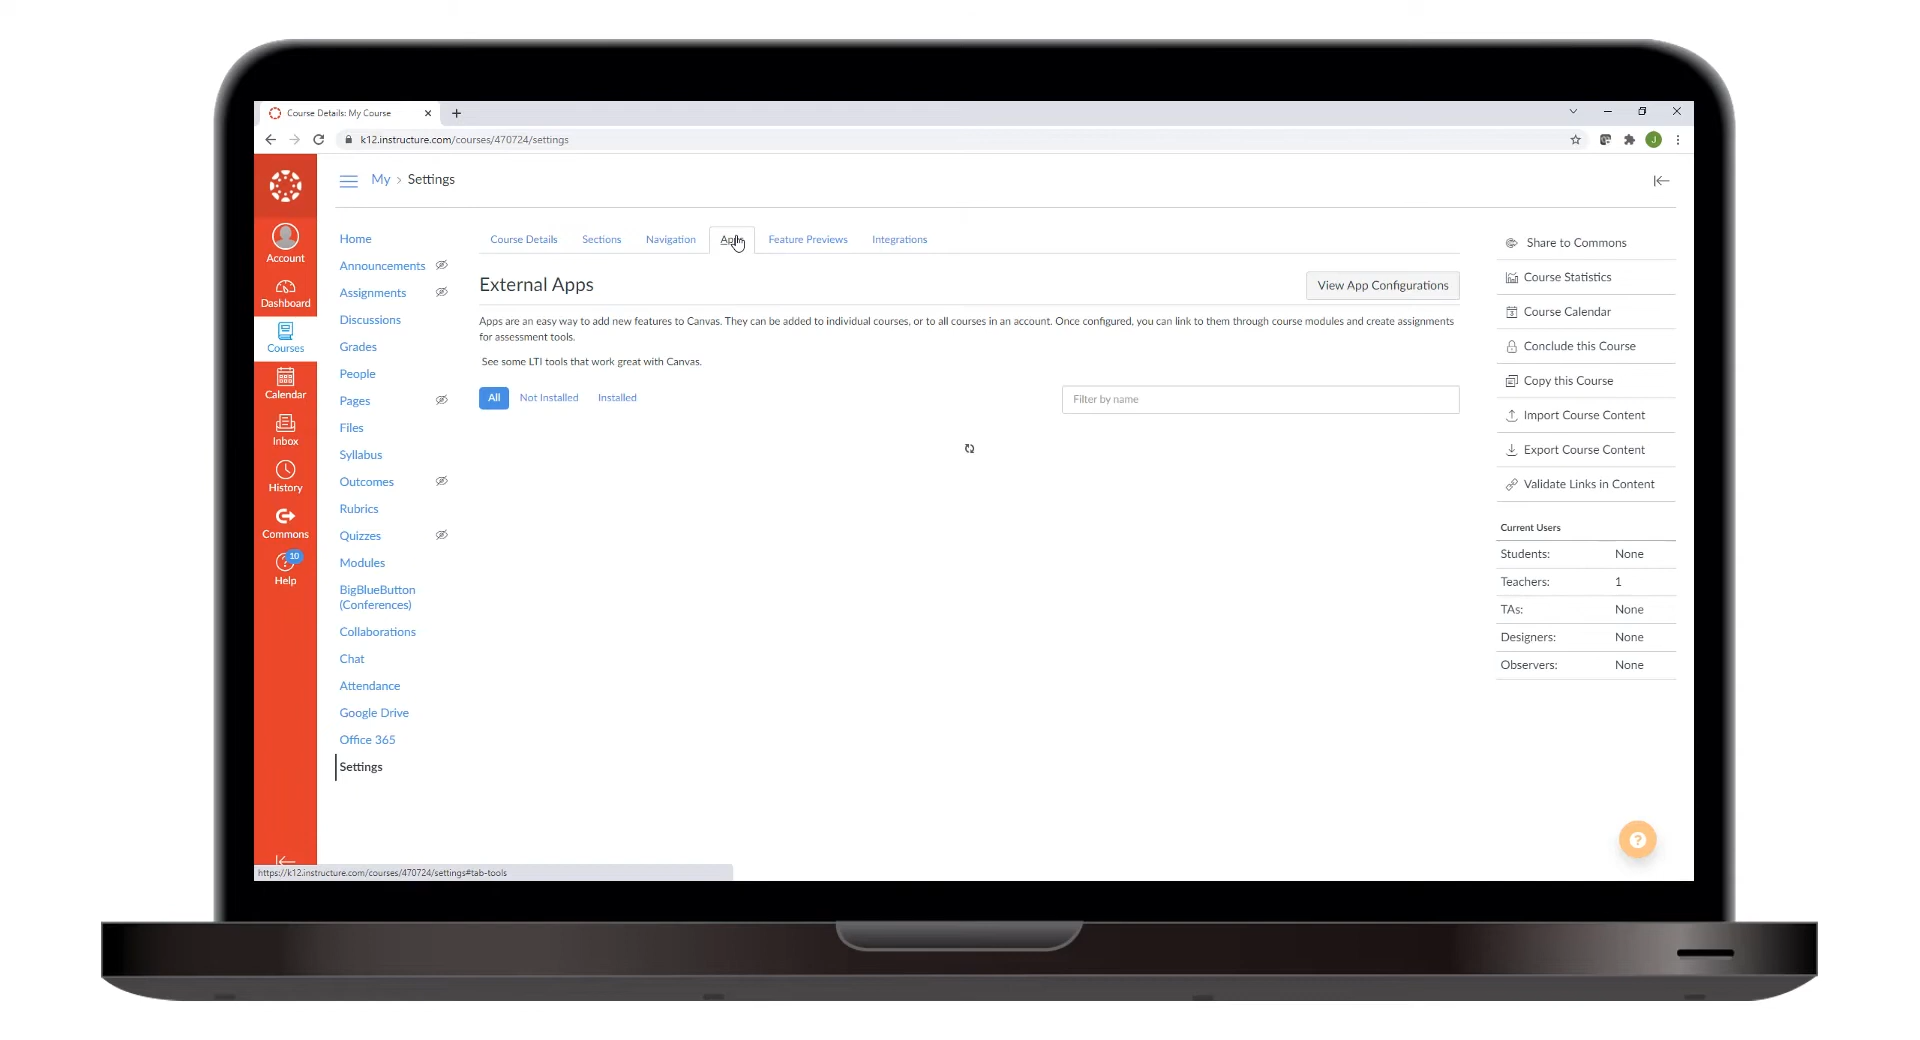 Course Details: My Course
k12.instructure.com/courses/470724/settings
J
My > Settings
Account
Dashboard
Courses
Calendar
Inbox
History
Commons
10
Help
Home
Announcements
Assignments
Discussions
Grades
People
Pages
Files
Syllabus
Outcomes
Rubrics
Quizzes
Modules
BigBlueButton
(Conferences)
Collaborations
Chat
Attendance
Google Drive
Office 365
Settings
Course Details Sections Navigation Apps Feature Previews Integrations
External Apps
View App Configurations
Apps are an easy way to add new features to Canvas. They can be added to individual courses, or to all courses in an account. Once configured, you can link to them through course modules and create assignments
for assessment tools.
See some LTI tools that work great with Canvas.
All Not Installed Installed
Filter by name
Share to Commons
Course Statistics
Course Calendar
Conclude this Course
Copy this Course
Import Course Content
Export Course Content
Validate Links in Content
Current Users
Students: None
Teachers: 1
TAs: None
Designers: None
Observers: None
?
https://k12.instructure.com/courses/470724/settings#tab-tools